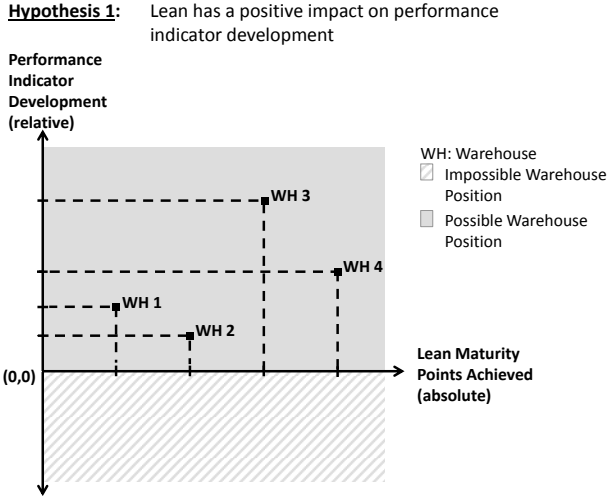 Hypothesis 1: Lean has a positive impact on performance
indicator development
Performance
Indicator
Development
(relative)
WH: Warehouse
Impossible Warehouse
Position
Possible Warehouse
Position
WH 3
WH 4
WH 1
WH 2
(0,0)
Lean Maturity
Points Achieved
(absolute)